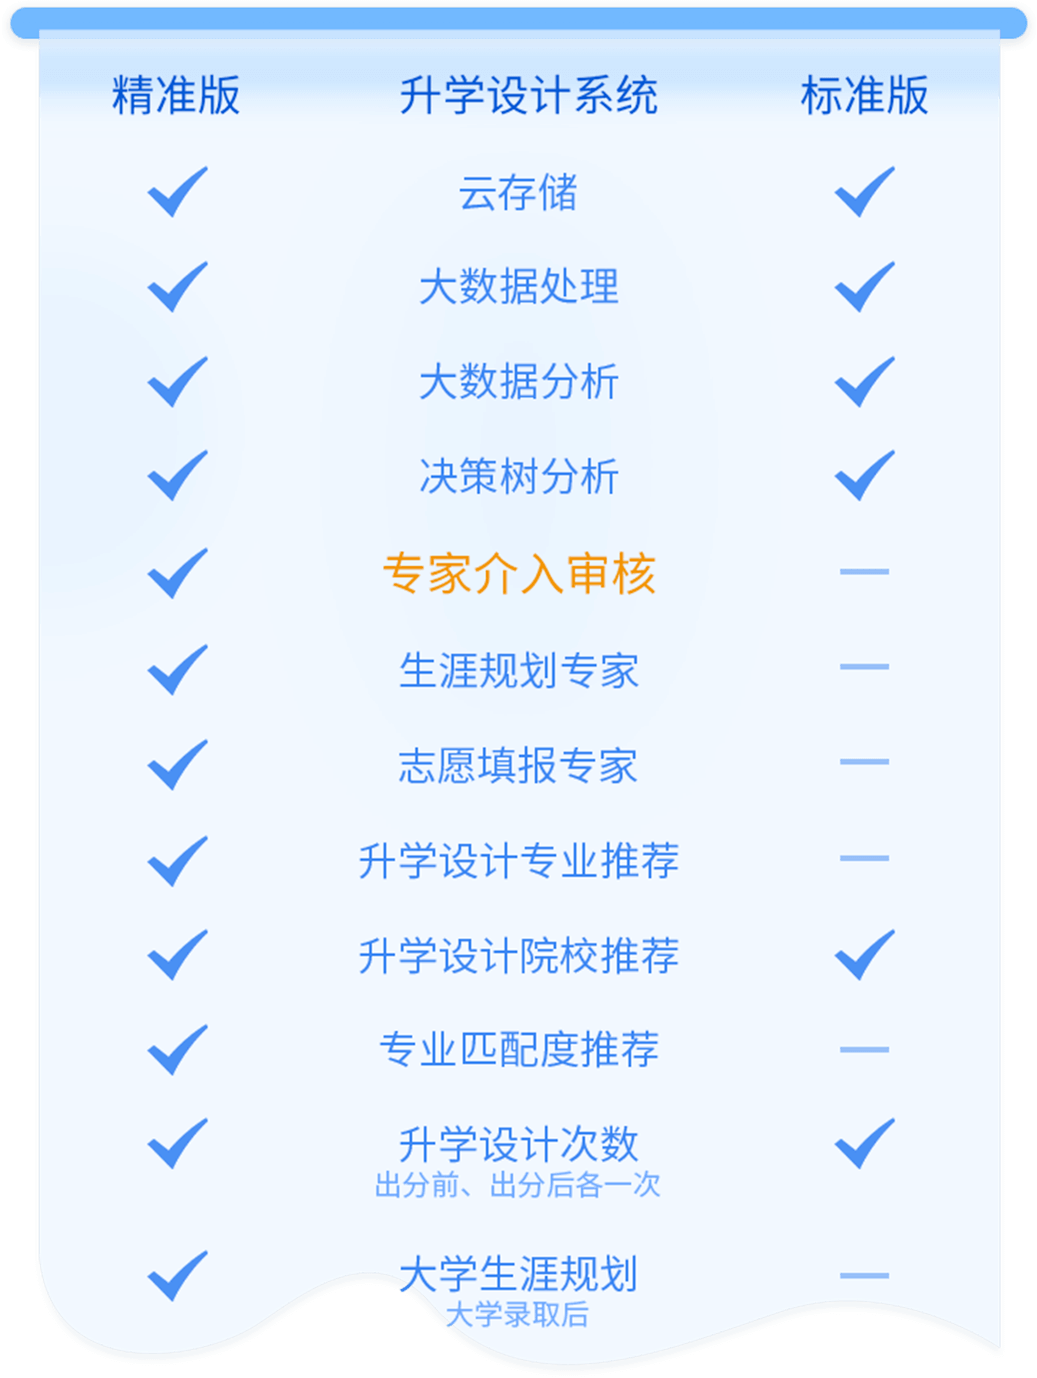 精准版 升学设计系统 标准版
云存储
大数据处理
大数据分析
决策树分析
专家介入审核
生涯规划专家
志愿填报专家
升学设计专业推荐
升学设计院校推荐
专业匹配度推荐
升学设计次数
出分前、出分后各一次
大学生涯规划
大学录取后